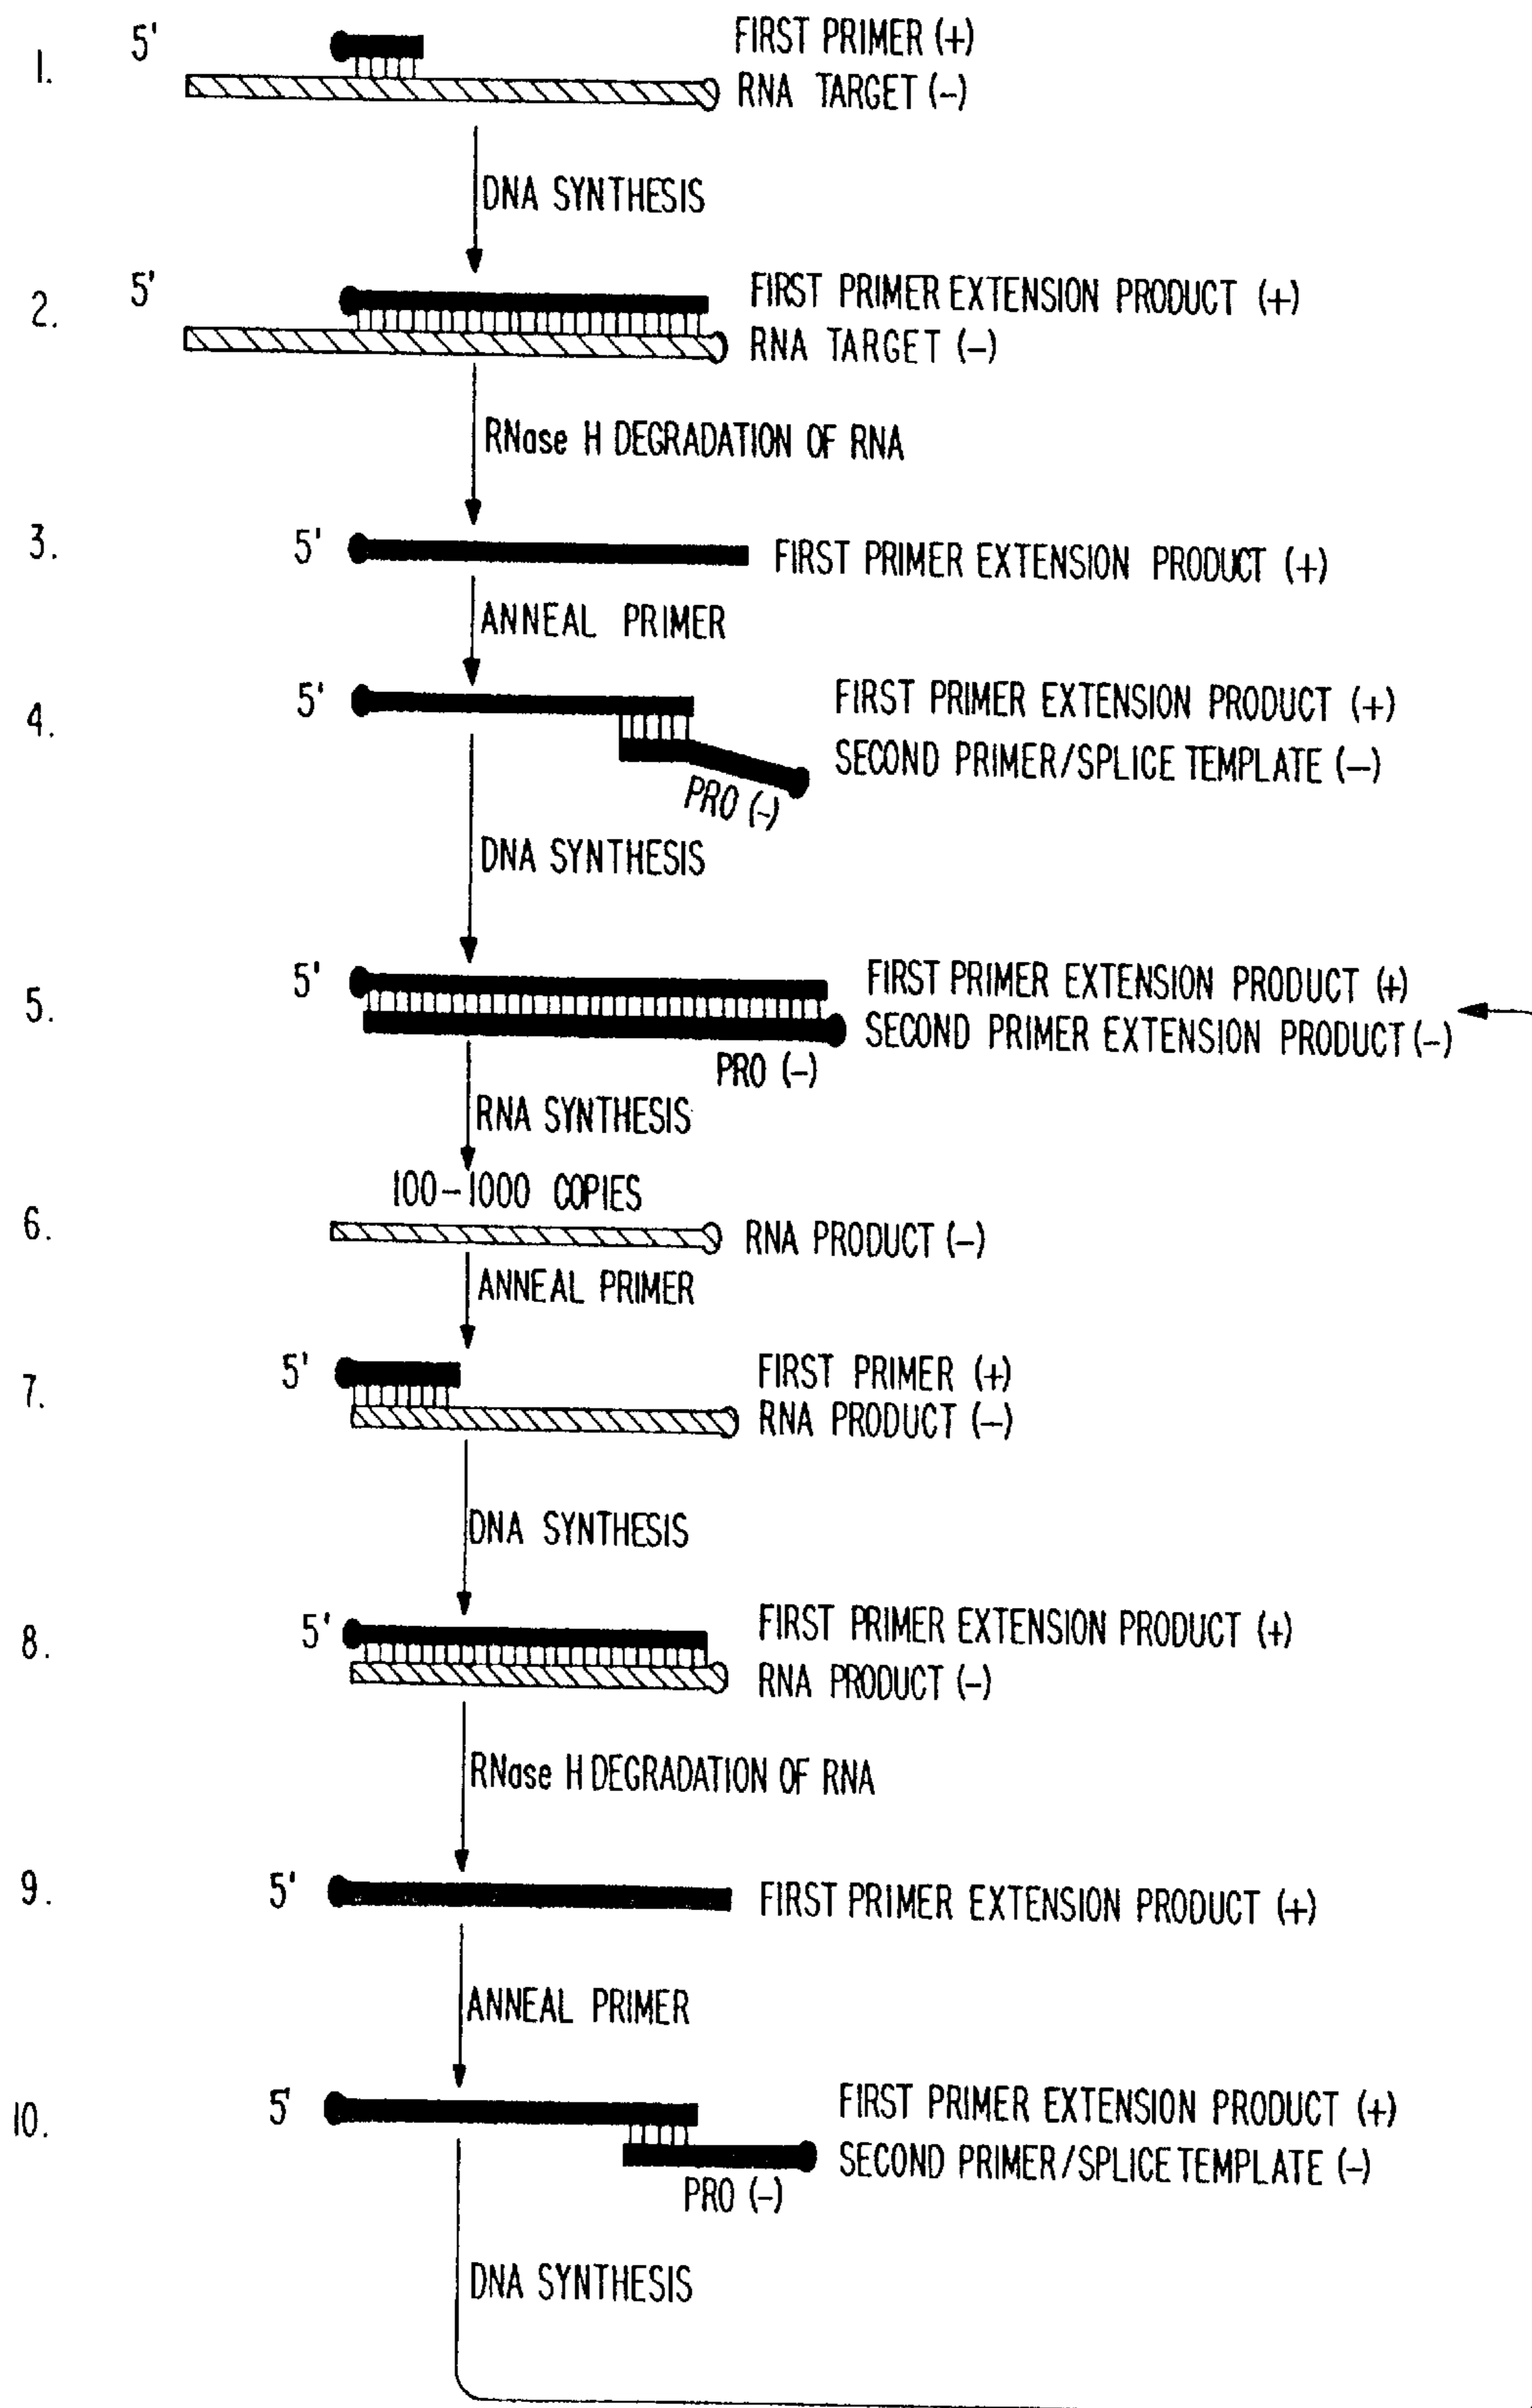 1.
5'
FIRST PRIMER (+)
RNA TARGET (-)
DNA SYNTHESIS
2.
5'
FIRST PRIMER EXTENSION PRODUCT (+)
RNA TARGET (-)
RNase H DEGRADATION OF RNA
3.
5'
FIRST PRIMER EXTENSION PRODUCT (+)
ANNEAL PRIMER
4.
5'
FIRST PRIMER EXTENSION PRODUCT (+)
SECOND PRIMER/SPLICE TEMPLATE (-)
PRO (-)
DNA SYNTHESIS
5.
5'
FIRST PRIMER EXTENSION PRODUCT (+)
SECOND PRIMER EXTENSION PRODUCT (-)
PRO (-)
RNA SYNTHESIS
100-1000 COPIES
6.
RNA PRODUCT (-)
ANNEAL PRIMER
7.
5'
FIRST PRIMER (+)
RNA PRODUCT (-)
DNA SYNTHESIS
8.
5'
FIRST PRIMER EXTENSION PRODUCT (+)
RNA PRODUCT (-)
RNase H DEGRADATION OF RNA
9.
5'
FIRST PRIMER EXTENSION PRODUCT (+)
ANNEAL PRIMER
10.
5'
FIRST PRIMER EXTENSION PRODUCT (+)
SECOND PRIMER/SPLICE TEMPLATE (-)
PRO (-)
DNA SYNTHESIS